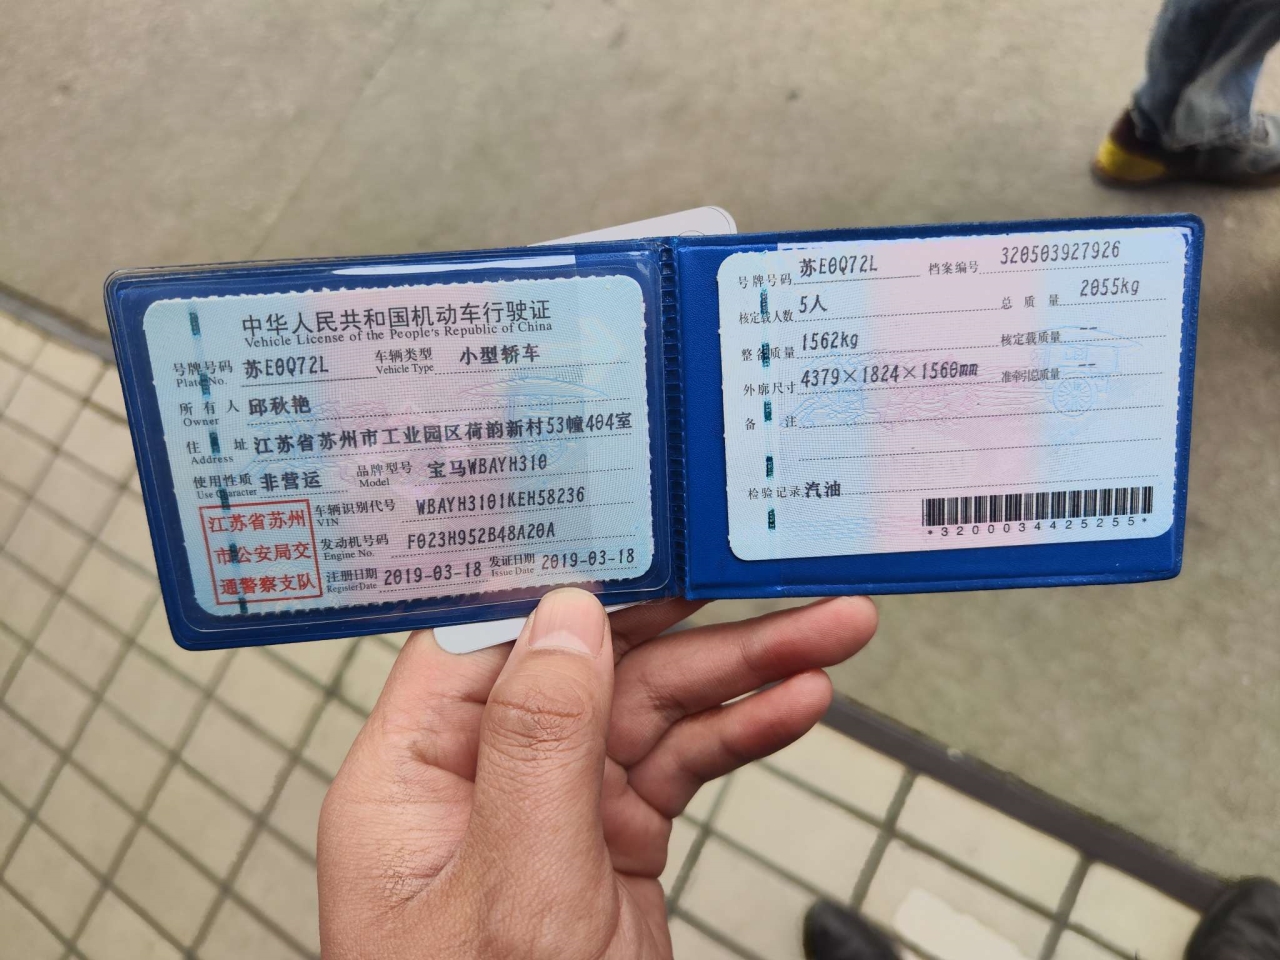 中华人民共和国机动车行驶证
Vehicle License of the People's Republic of China
号牌号码 苏E0Q72L 车辆类型 小型轿车
Plate No. Vehicle Type
所有人 邱秋艳
Owner
住址 江苏省苏州市工业园区荷韵新村53幢404室
Address
使用性质 非营运 品牌型号 宝马WBAYH310
Use Character Model
江苏省苏州
市公安局交
通警察支队
车辆识别代号 WBAYH3101KEH58236
VIN
发动机号码 F023H952B48A20A
Engine No.
注册日期 2019-03-18 发证日期 2019-03-18
Register Date Issue Date
号牌号码 苏E0Q72L 档案编号 320503927926
核定载人数 5人 总质量 2055kg
整备质量 1562kg 核定载质量 --
外廓尺寸 4379×1824×1560mm 准牵引总质量 --
备注
检验记录 汽油
*3200034425255*